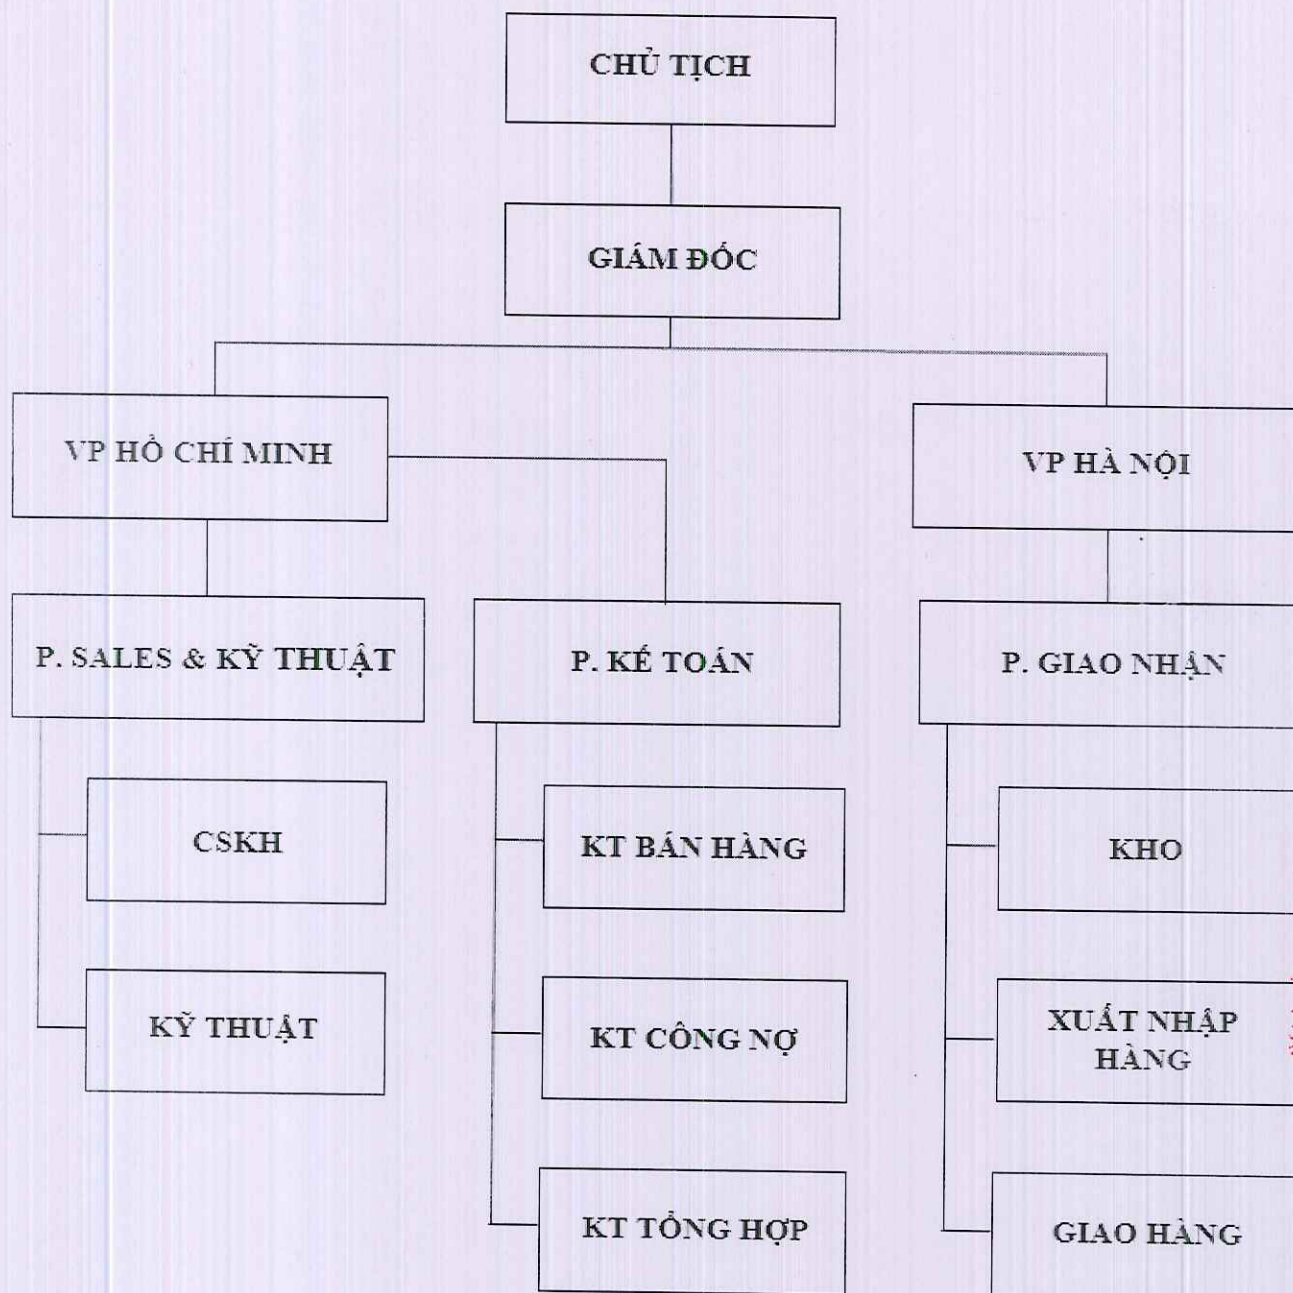 CHỦ TỊCH
GIÁM ĐỐC
VP HỒ CHÍ MINH
VP HÀ NỘI
P. SALES & KỸ THUẬT
P. KẾ TOÁN
P. GIAO NHẬN
CSKH
KT BÁN HÀNG
KHO
KỸ THUẬT
KT CÔNG NỢ
XUẤT NHẬP
HÀNG
KT TỔNG HỢP
GIAO HÀNG